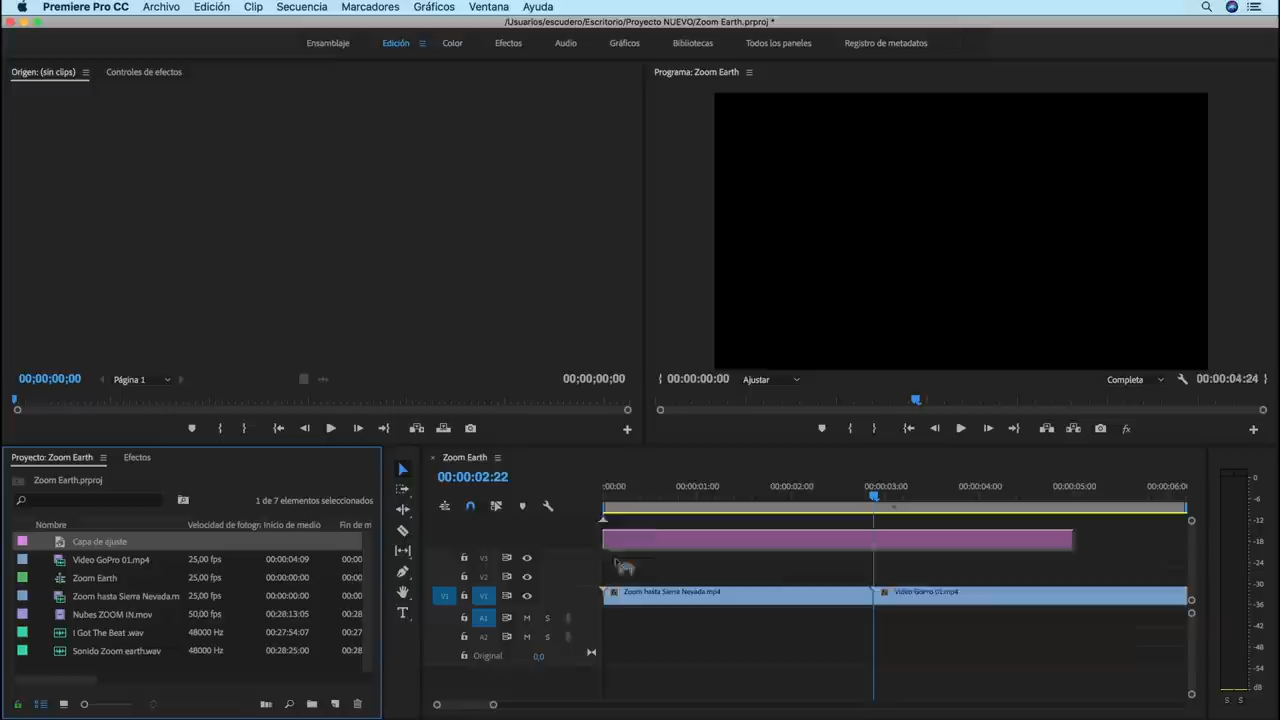 Premiere Pro CC Archivo Edición Clip Secuencia Marcadores Gráficos Ventana Ayuda
/Usuarios/escudero/Escritorio/Proyecto NUEVO/Zoom Earth.prproj *
Ensamblaje Edición Color Efectos Audio Gráficos Bibliotecas Todos los paneles Registro de metadatos
Origen: (sin clips) Controles de efectos
Programa: Zoom Earth
00;00;00;00 Página 1 00;00;00;00
00:00:00:00 Ajustar Completa 00:00:04:24
Proyecto: Zoom Earth Efectos
Zoom Earth.prproj
1 de 7 elementos seleccionados
Nombre Velocidad de fotogr Inicio de medio Fin de m
Capa de ajuste
Video GoPro 01.mp4 25,00 fps 00:00:04:09 00:00
Zoom Earth 25,00 fps 00:00:00:00 00:00
Zoom hasta Sierra Nevada.m 25,00 fps 00:00:00:00 00:00
Nubes ZOOM IN.mov 50,00 fps 00:28:13:05 00:28
I Got The Beat .wav 48000 Hz 00:27:54:07 00:30
Sonido Zoom earth.wav 48000 Hz 00:28:25:00 00:28
Zoom Earth
00:00:02:22
:00:00 00:00:01:00 00:00:02:00 00:00:03:00 00:00:04:00 00:00:05:00 00:00:06:0
V3
V2
V1 V1 fx Zoom hasta Sierra Nevada.mp4 fx Video GoPro 01.mp4
A1 M S
A2 M S
Original 0,0
0
-6
-12
-18
-24
-30
-36
-42
-48
-54
dB
S S